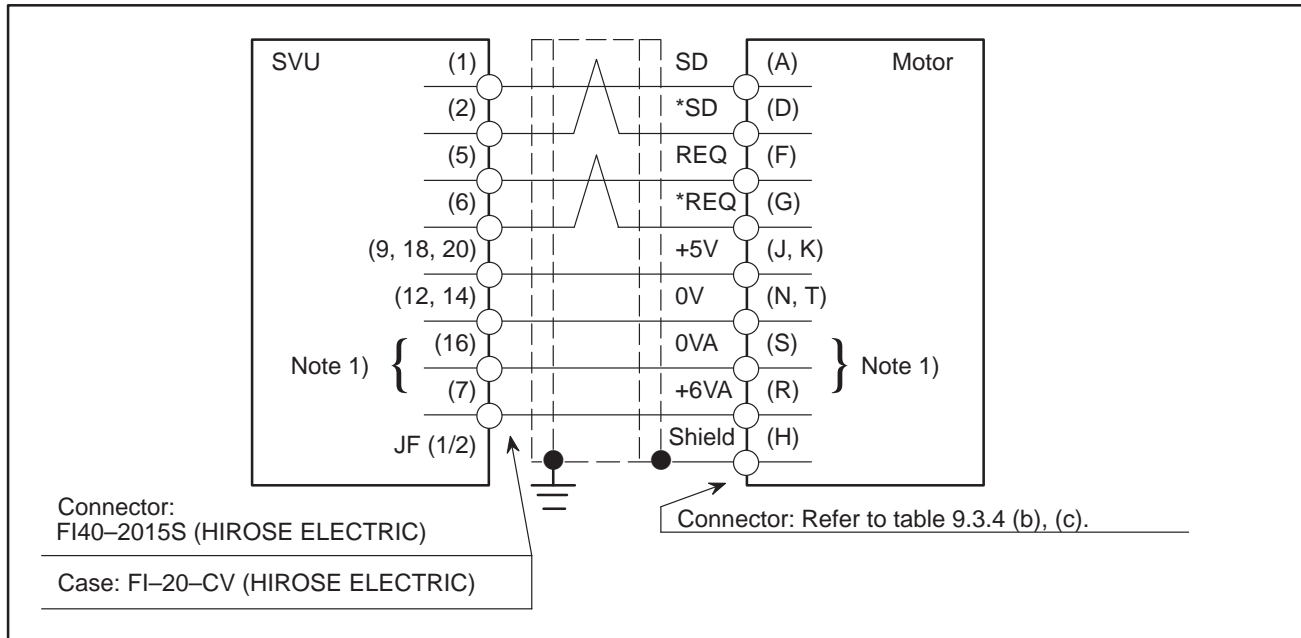 SVU (1) SD (A) Motor
(2) *SD (D)
(5) REQ (F)
(6) *REQ (G)
(9, 18, 20) +5V (J, K)
(12, 14) 0V (N, T)
Note 1) { (16) 0VA (S) } Note 1)
(7) +6VA (R)
JF (1/2) Shield (H)
Connector:
FI40–2015S (HIROSE ELECTRIC)
Case: FI–20–CV (HIROSE ELECTRIC)
Connector: Refer to table 9.3.4 (b), (c).